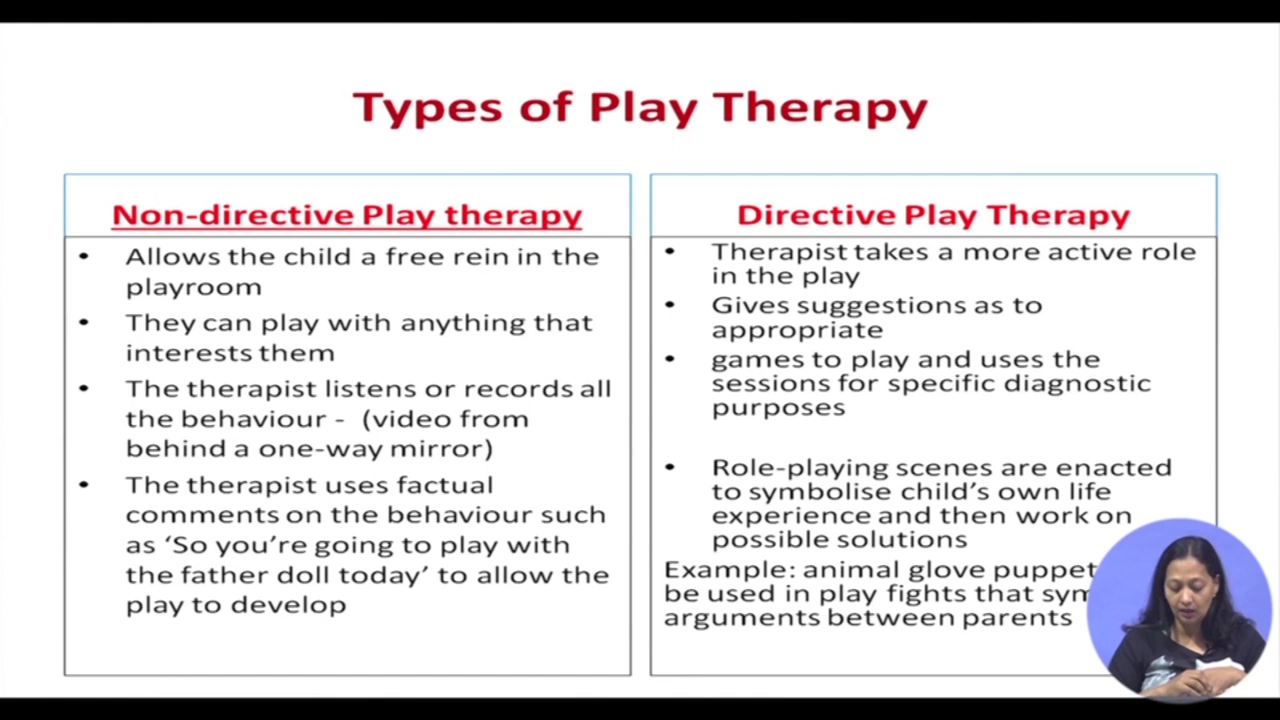 Types of Play Therapy
Non-directive Play therapy
• Allows the child a free rein in the
playroom
• They can play with anything that
interests them
• The therapist listens or records all
the behaviour - (video from
behind a one-way mirror)
• The therapist uses factual
comments on the behaviour such
as ‘So you’re going to play with
the father doll today’ to allow the
play to develop
Directive Play Therapy
• Therapist takes a more active role
in the play
• Gives suggestions as to
appropriate
• games to play and uses the
sessions for specific diagnostic
purposes
• Role-playing scenes are enacted
to symbolise child’s own life
experience and then work on
possible solutions
Example: animal glove
be used in play fights that
arguments between parents